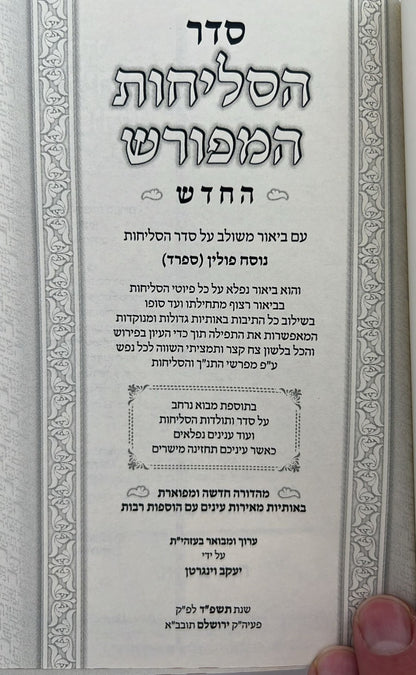 סדר
הסליחות
המפורש
החדש
עם ביאור משולב על סדר הסליחות
נוסח פולין (ספרד)
והוא ביאור נפלא על כל פיוטי הסליחות
בביאור רצוף מתחילתו ועד סופו
בשילוב כל התיבות באותיות גדולות ומנוקדות
המאפשרות את התפילה תוך כדי העיון בפירוש
והכל בלשון צח קצר ותמציתי השווה לכל נפש
ע"פ מפרשי התנ"ך והסליחות
בתוספת מבוא נרחב
על סדר ותולדות הסליחות
ועוד ענינים נפלאים
כאשר עיניכם תחזינה מישרים
מהדורה חדשה ומפוארת
באותיות מאירות עינים עם הוספות רבות
ערוך ומבואר בעזהי"ת
על ידי
יעקב וינגרטן
שנת תשפ"ד לפ"ק
פעיה"ק ירושלם תובב"א